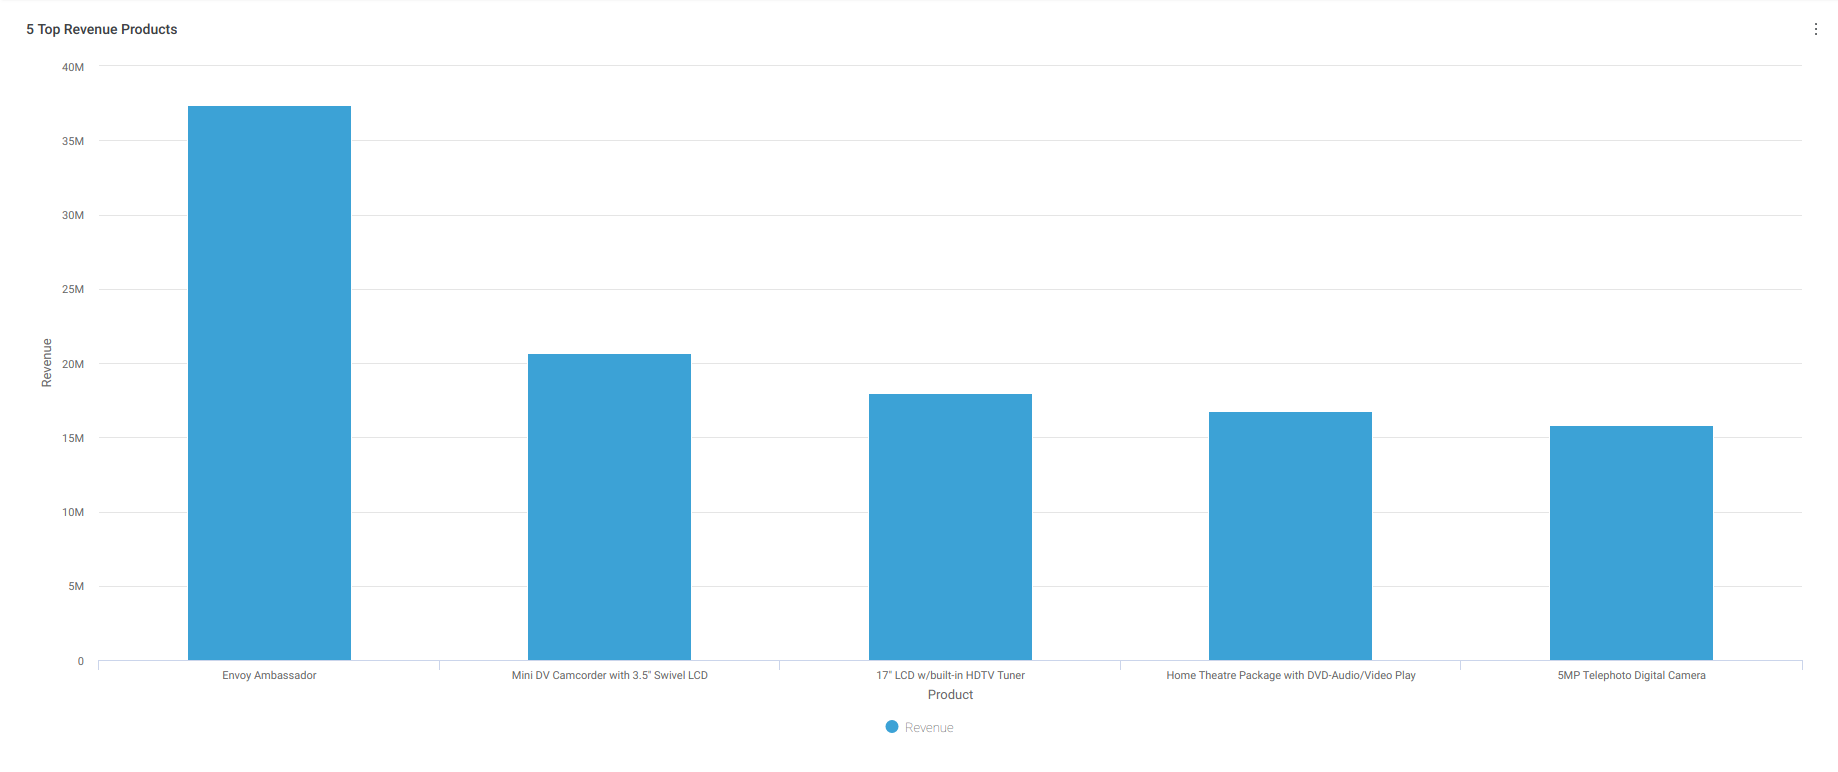 5 Top Revenue Products
40M
35M
30M
25M
20M
15M
10M
5M
0
Revenue
Envoy Ambassador
Mini DV Camcorder with 3.5" Swivel LCD
17" LCD w/built-in HDTV Tuner
Home Theatre Package with DVD-Audio/Video Play
5MP Telephoto Digital Camera
Product
Revenue